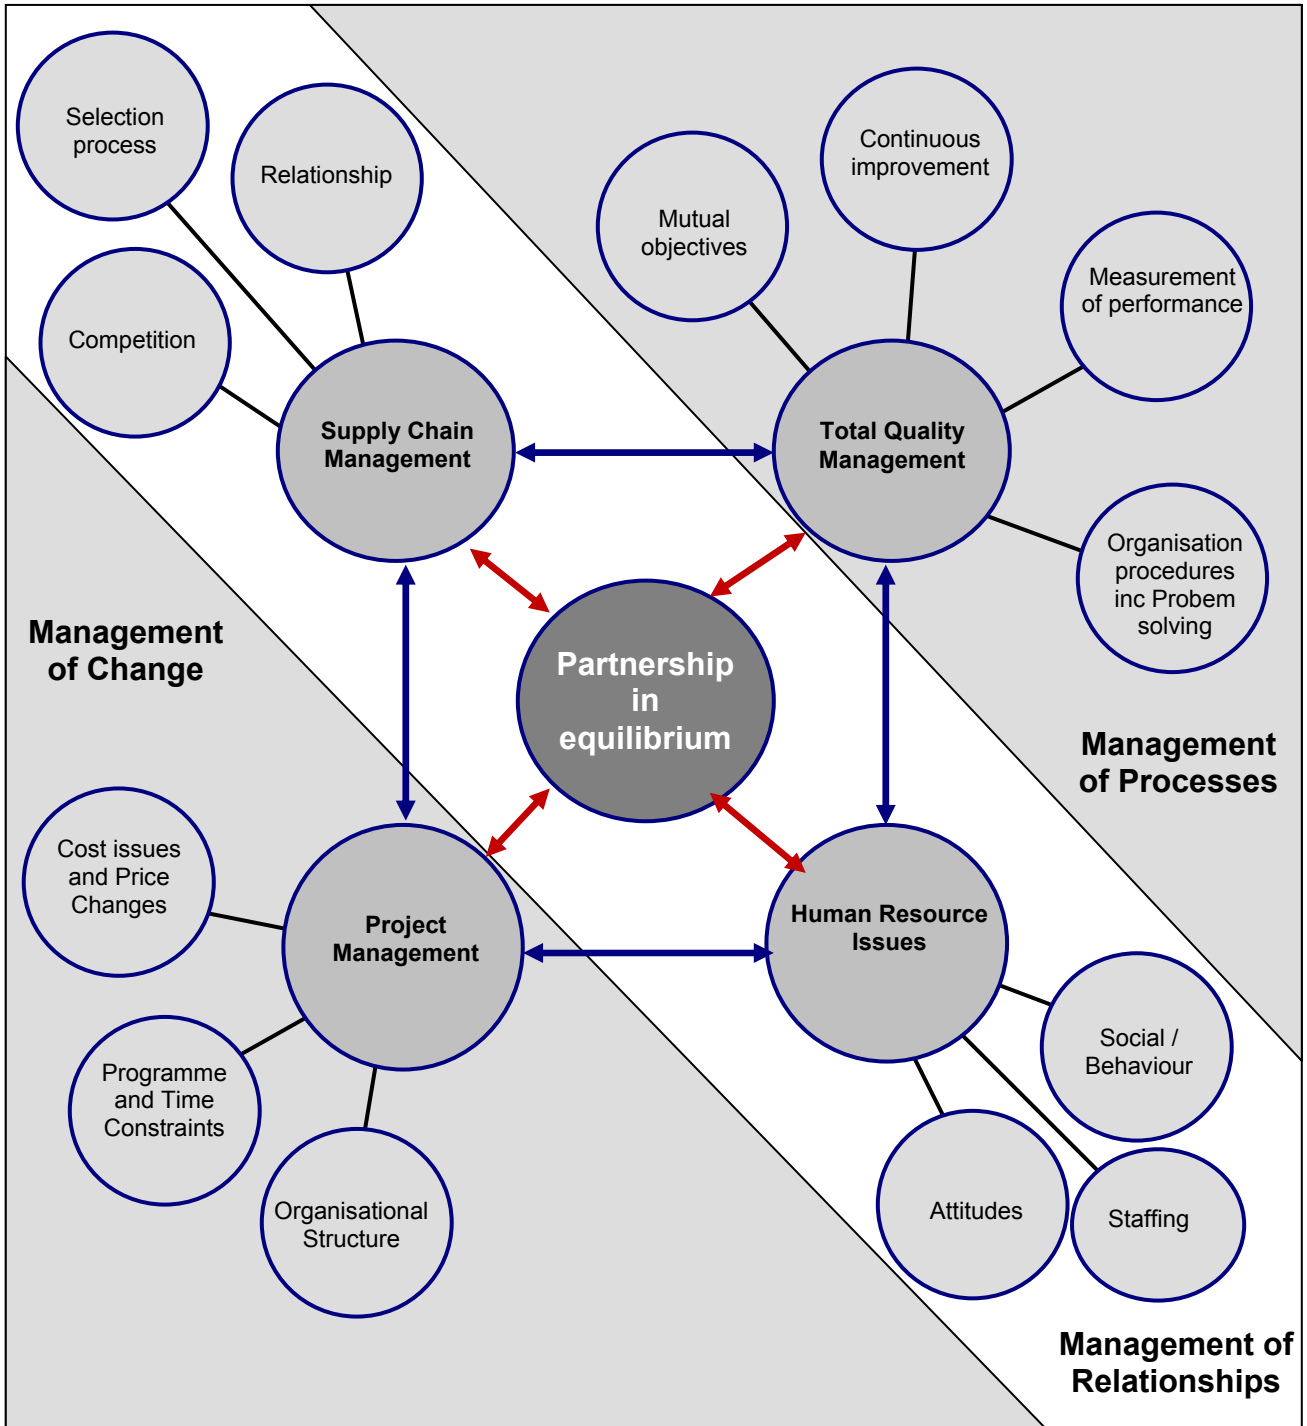 Selection
process
Relationship
Competition
Supply Chain
Management
Mutual
objectives
Continuous
improvement
Measurement
of performance
Total Quality
Management
Organisation
procedures
inc Probem
solving
Management
of Change
Partnership
in
equilibrium
Management
of Processes
Cost issues
and Price
Changes
Project
Management
Human Resource
Issues
Programme
and Time
Constraints
Organisational
Structure
Social /
Behaviour
Attitudes
Staffing
Management of
Relationships